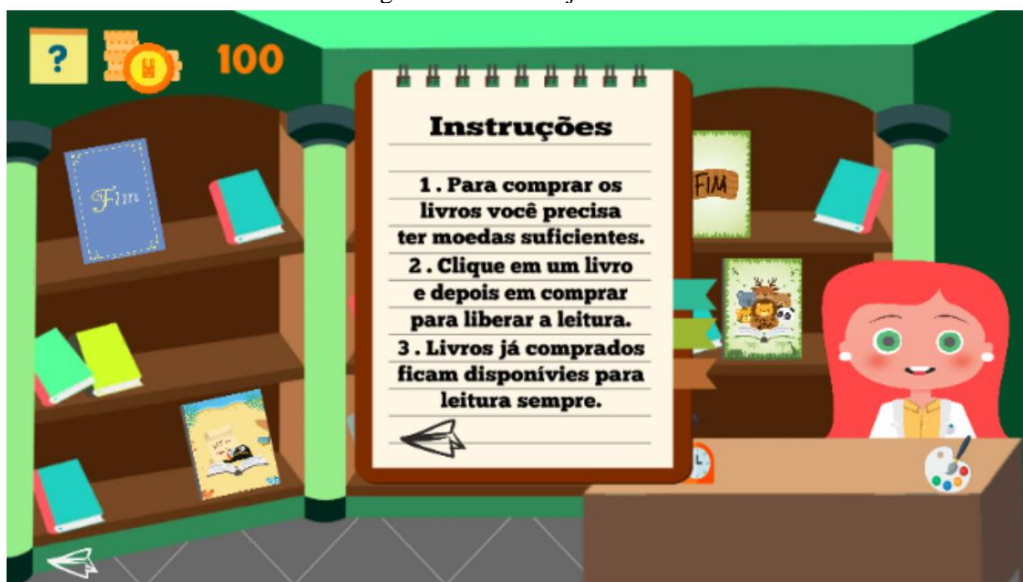 ?
100
Instruções
1. Para comprar os
livros você precisa
ter moedas suficientes.
2. Clique em um livro
e depois em comprar
para liberar a leitura.
3. Livros já comprados
ficam disponívies para
leitura sempre.
Fim
FIM